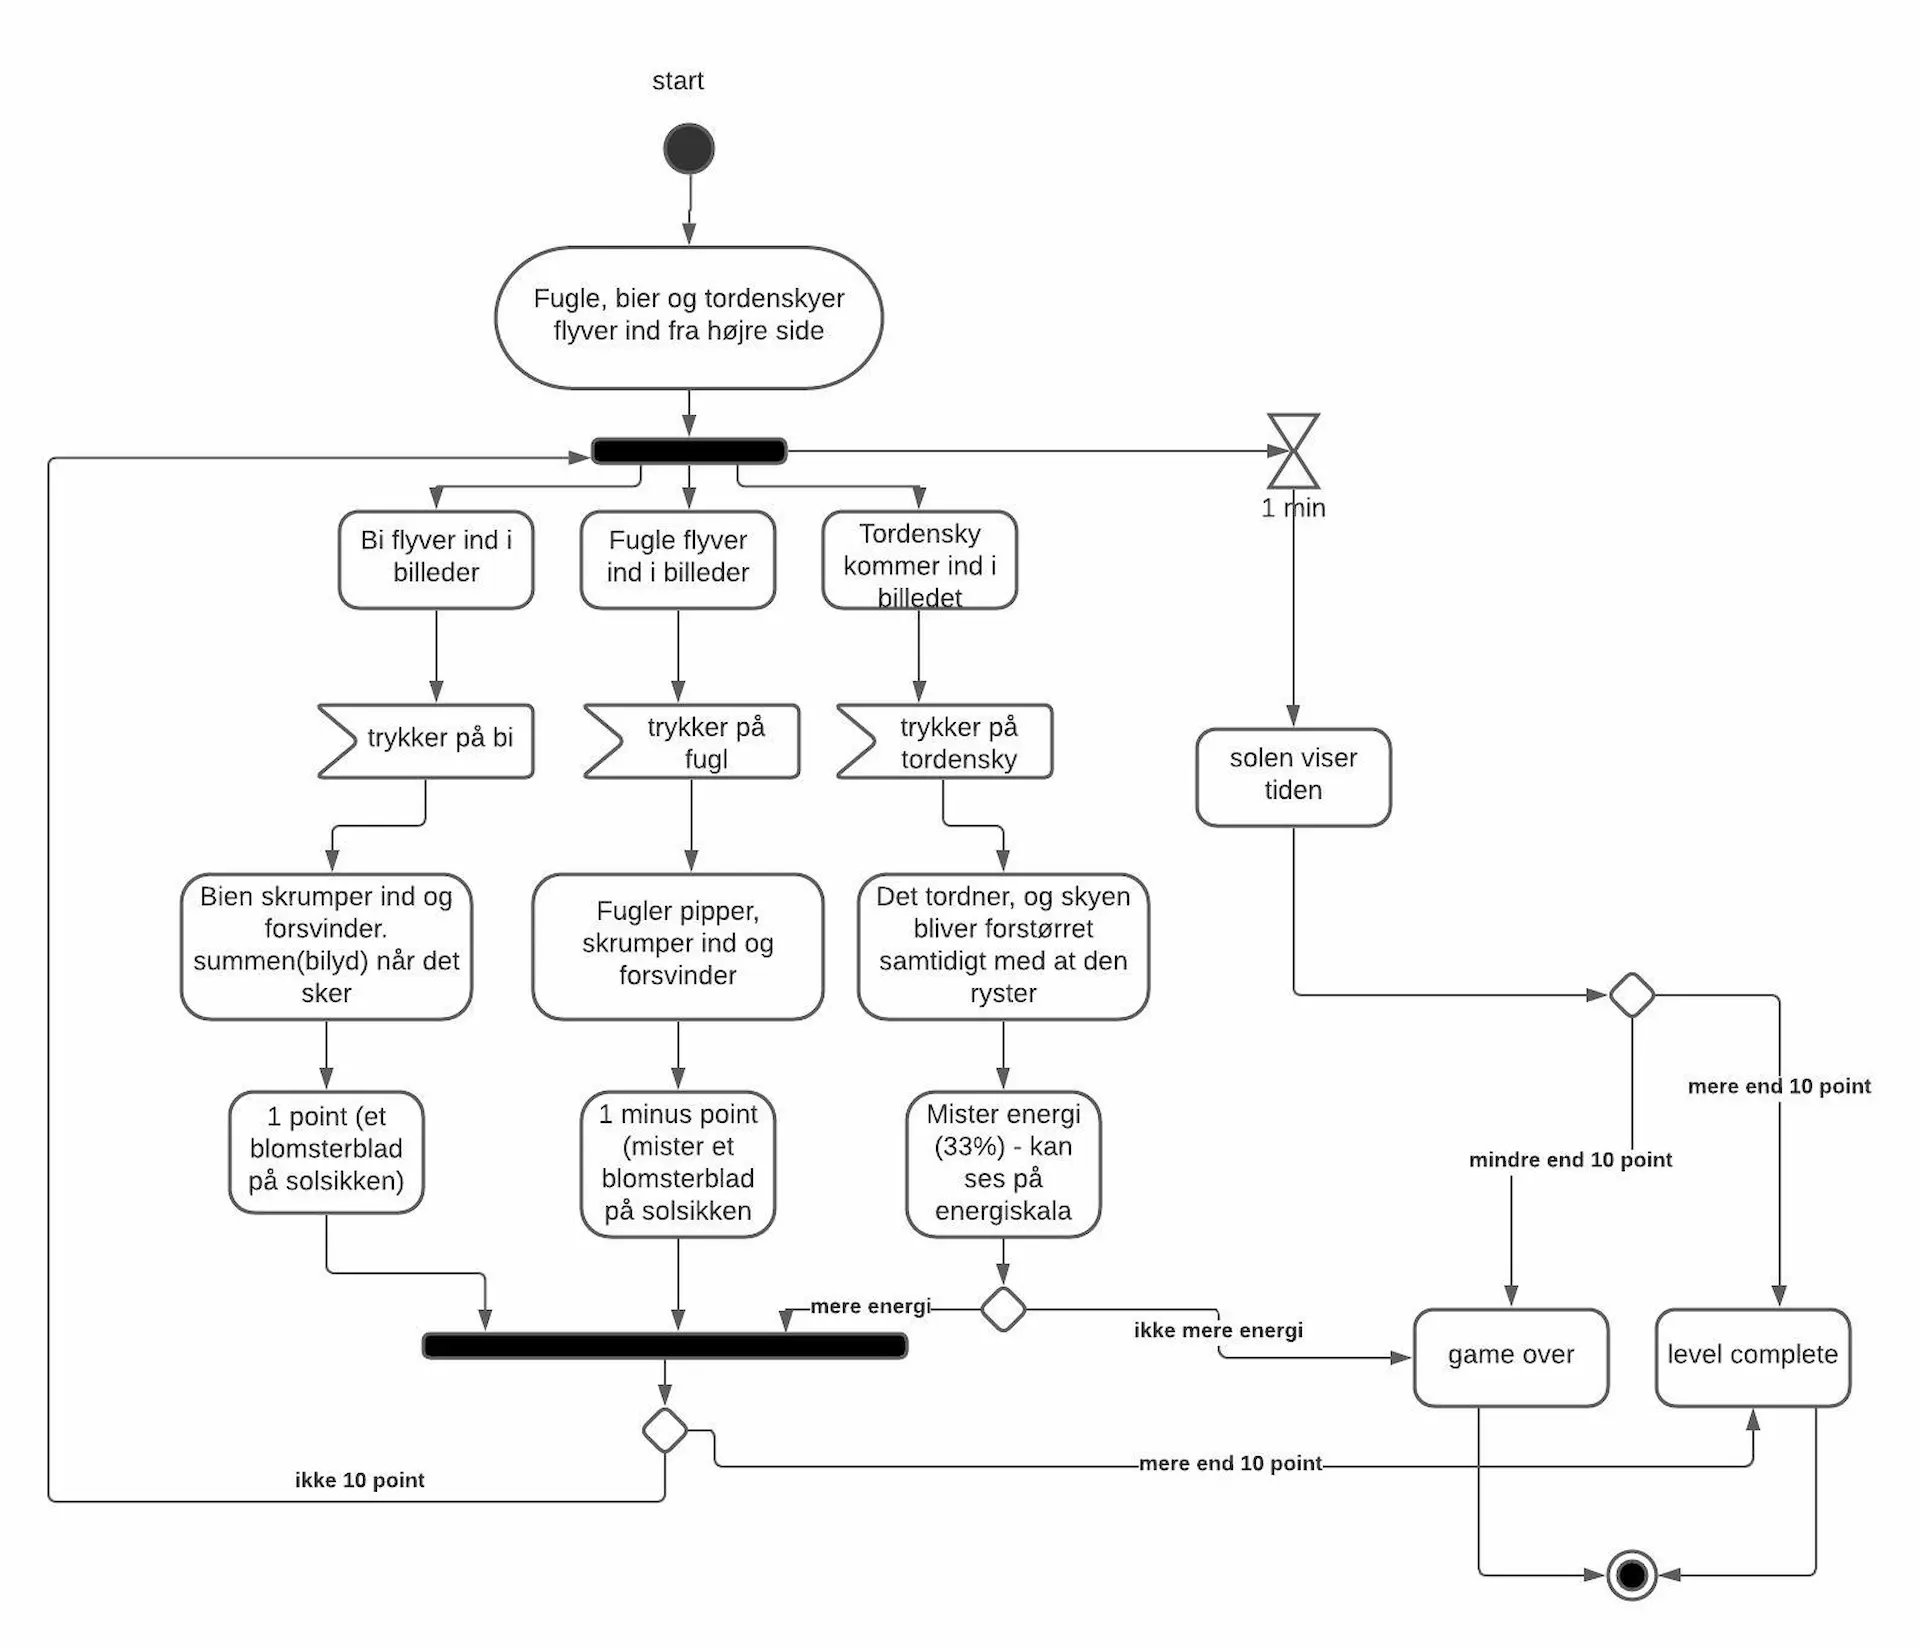 start
Fugle, bier og tordenskyer
flyver ind fra højre side
1 min
Bi flyver ind i
billeder
Fugle flyver
ind i billeder
Tordensky
kommer ind i
billedet
trykker på bi
trykker på
fugl
trykker på
tordensky
solen viser
tiden
Bien skrumper ind og
forsvinder.
summen(bilyd) når det
sker
Fugler pipper,
skrumper ind og
forsvinder
Det tordner, og skyen
bliver forstørret
samtidigt med at den
ryster
mere end 10 point
mindre end 10 point
1 point (et
blomsterblad
på solsikken)
1 minus point
(mister et
blomsterblad
på solsikken
Mister energi
(33%) - kan
ses på
energiskala
mere energi
ikke mere energi
game over
level complete
mere end 10 point
ikke 10 point